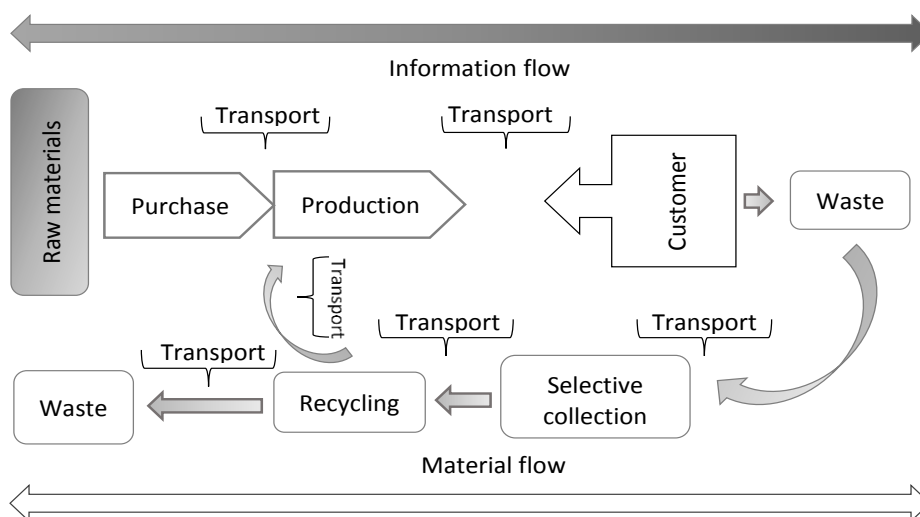 Information flow
Transport
Transport
Raw materials
Purchase
Production
Customer
Waste
Transport
Transport
Transport
Transport
Waste
Recycling
Selective
collection
Material flow